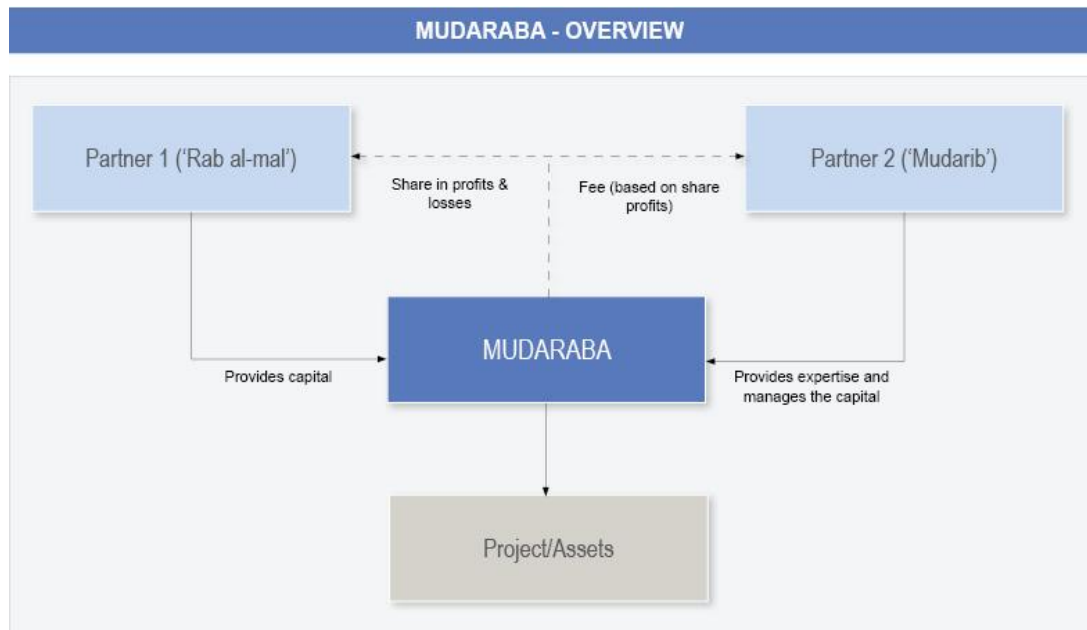 MUDARABA - OVERVIEW
Partner 1 (‘Rab al-mal’)
Partner 2 (‘Mudarib’)
Share in profits &
losses
Fee (based on share
profits)
MUDARABA
Provides capital
Provides expertise and
manages the capital
Project/Assets